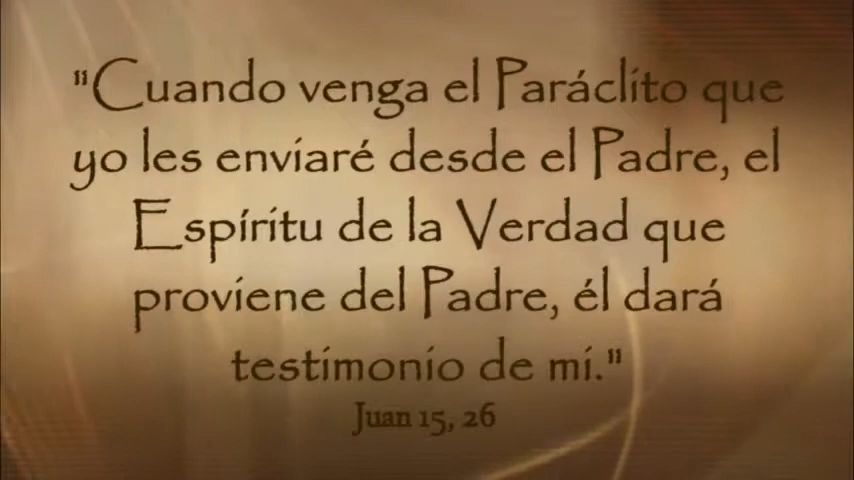 "Cuando venga el Paráclito que
yo les enviaré desde el Padre, el
Espíritu de la Verdad que
proviene del Padre, él dará
testimonio de mí."
Juan 15, 26